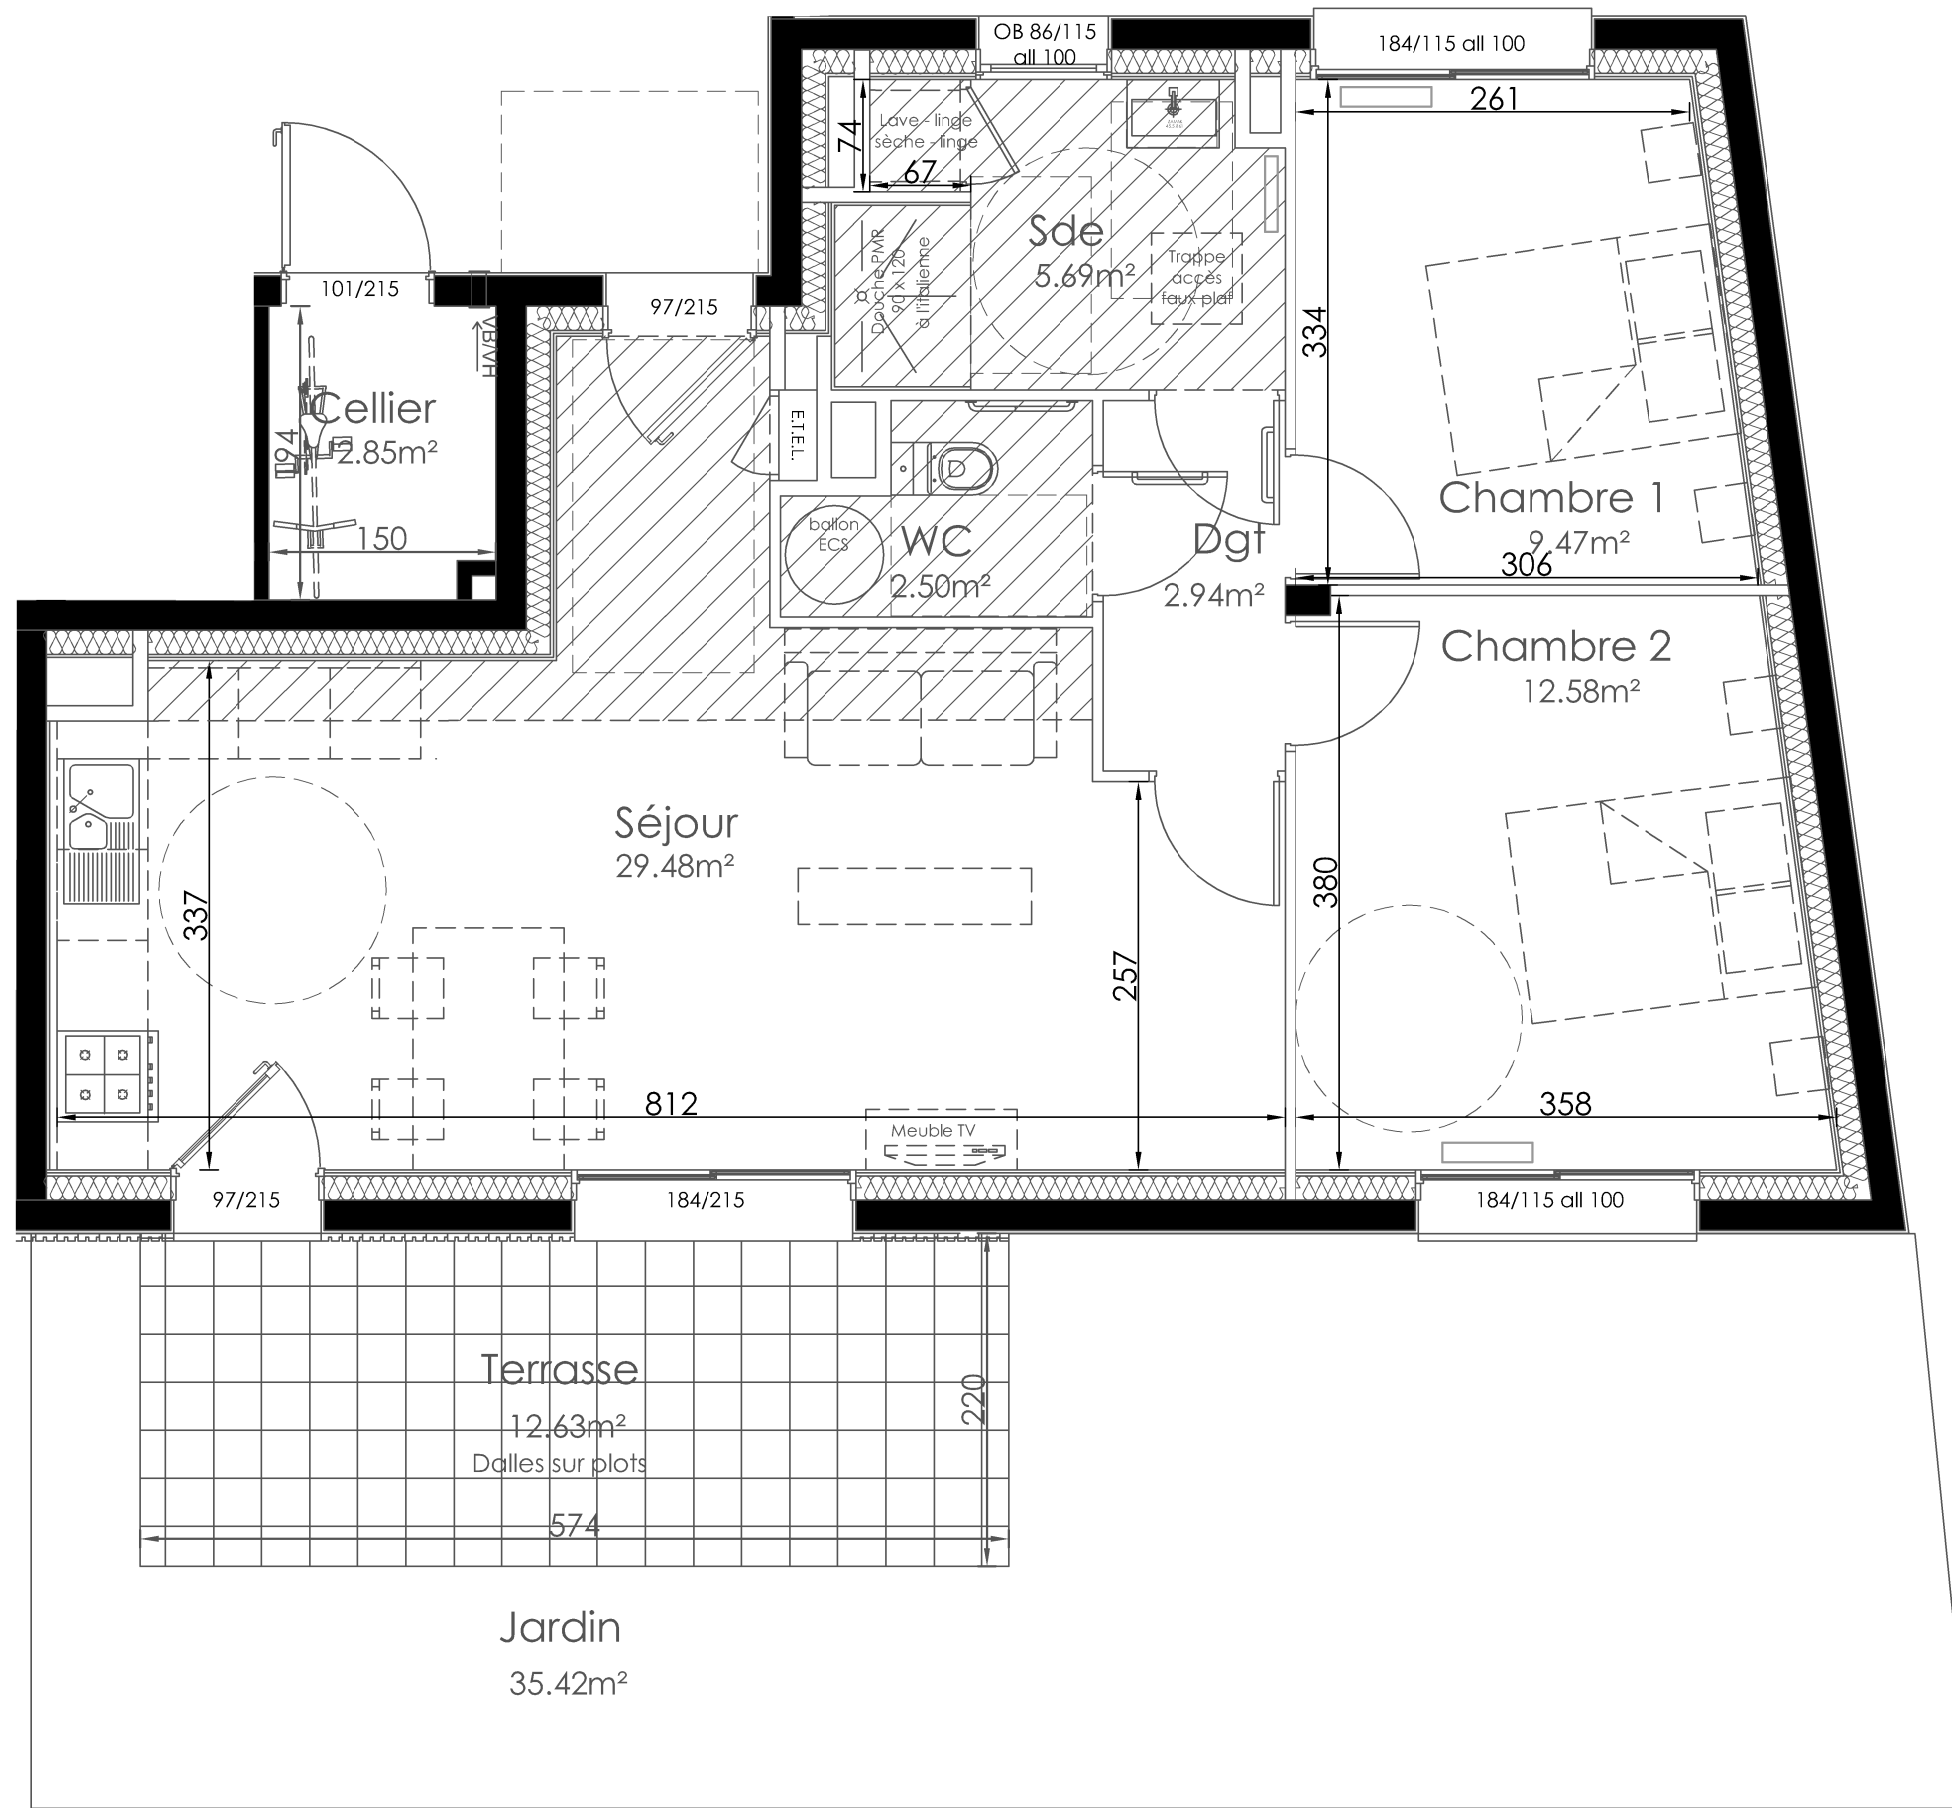 OB 86/115
all 100
184/115 all 100
261
Lave - linge
sèche - linge
74
67
Sde
5.69m²
Douche PMR
90 x 120
à l'italienne
Trappe
accès
faux plaf
101/215
97/215
VB/VH
334
Cellier
2.85m²
194
150
E.T.E.L.
ballon
ECS
WC
2.50m²
Dgt
2.94m²
Chambre 1
9.47m²
306
Chambre 2
12.58m²
Séjour
29.48m²
337
257
380
812
358
Meuble TV
97/215
184/215
184/115 all 100
Terrasse
12.63m²
Dalles sur plots
220
574
Jardin
35.42m²